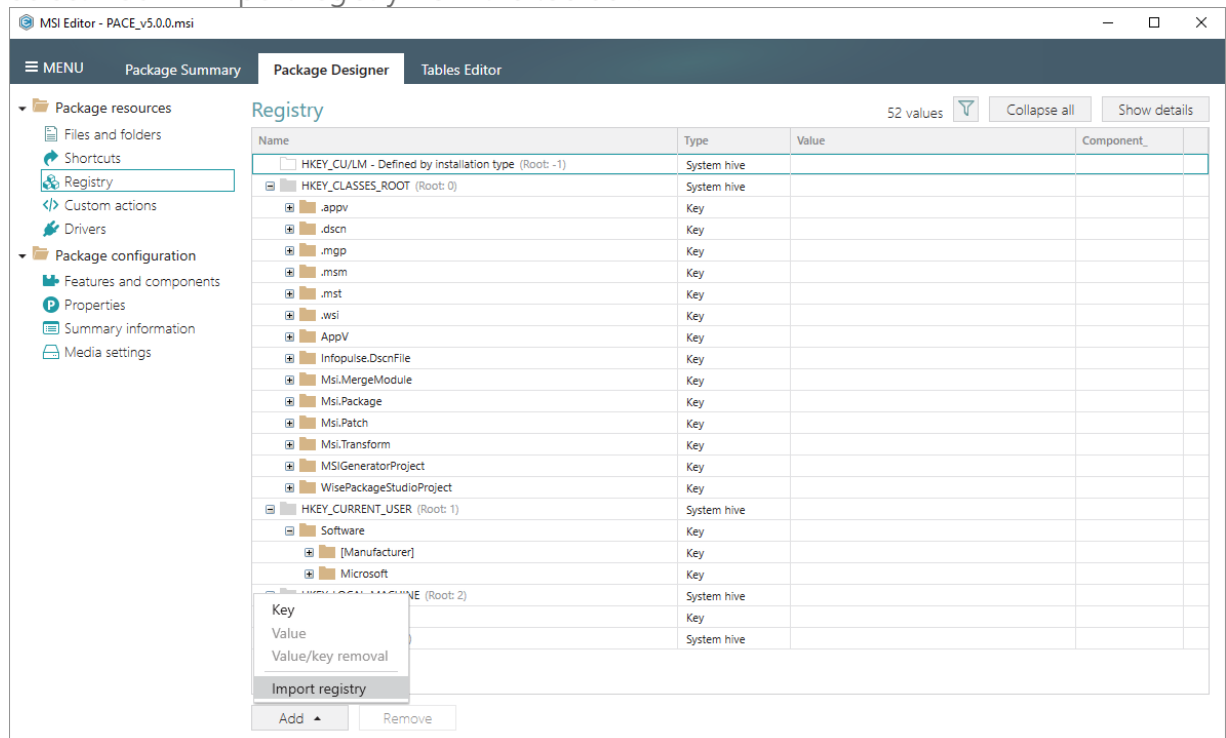 MSI Editor - PACE_v5.0.0.msi
MENU Package Summary Package Designer Tables Editor
Package resources
Files and folders
Shortcuts
Registry
Custom actions
Drivers
Package configuration
Features and components
Properties
Summary information
Media settings
Registry 52 values Collapse all Show details
Name Type Value Component_
HKEY_CU/LM - Defined by installation type (Root: -1) System hive
HKEY_CLASSES_ROOT (Root: 0) System hive
.appv Key
.dscn Key
.mgp Key
.msm Key
.mst Key
.wsi Key
AppV Key
Infopulse.DscnFile Key
Msi.MergeModule Key
Msi.Package Key
Msi.Patch Key
Msi.Transform Key
MSIGeneratorProject Key
WisePackageStudioProject Key
HKEY_CURRENT_USER (Root: 1) System hive
Software Key
[Manufacturer] Key
Microsoft Key
HKEY_LOCAL_MACHINE (Root: 2) System hive
Key
System hive
Key
Value
Value/key removal
Import registry
Add Remove